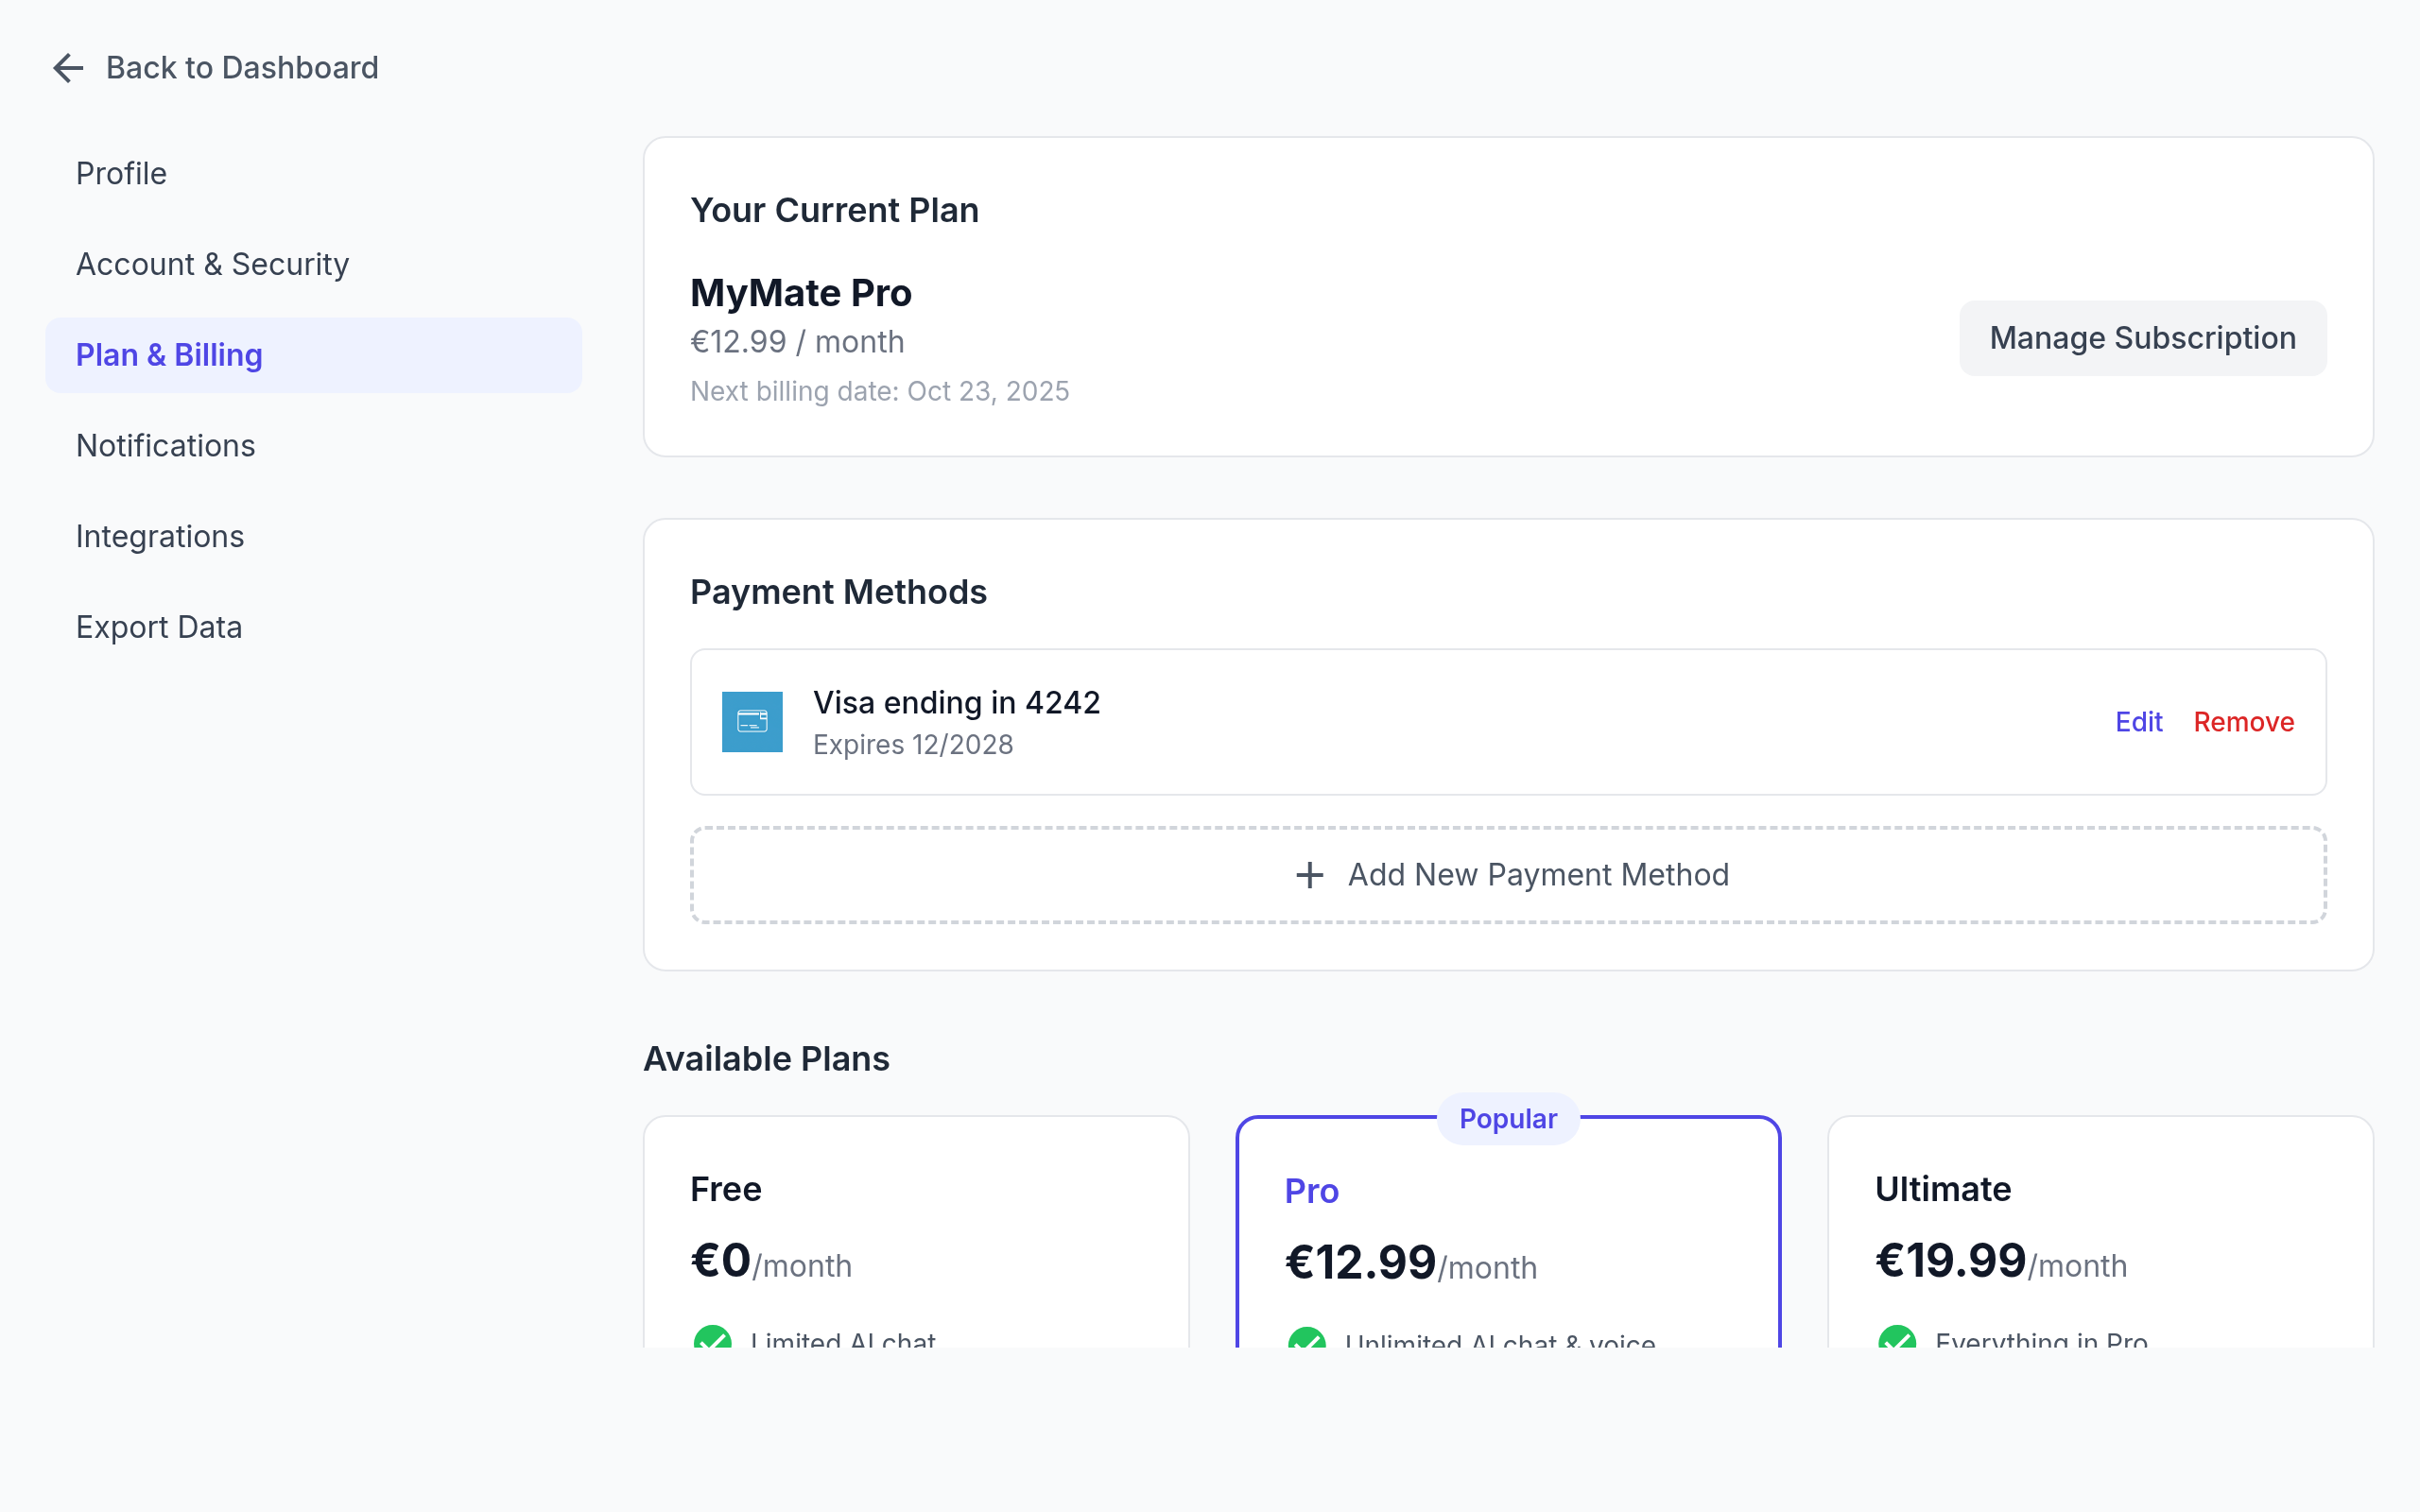 Back to Dashboard
Profile
Account & Security
Plan & Billing
Notifications
Integrations
Export Data
Your Current Plan
MyMate Pro
€12.99 / month
Next billing date: Oct 23, 2025
Manage Subscription
Payment Methods
Visa ending in 4242
Expires 12/2028
Edit
Remove
Add New Payment Method
Available Plans
Free
€0/month
Limited AI chat
Popular
Pro
€12.99/month
Unlimited AI chat & voice
Ultimate
€19.99/month
Everything in Pro